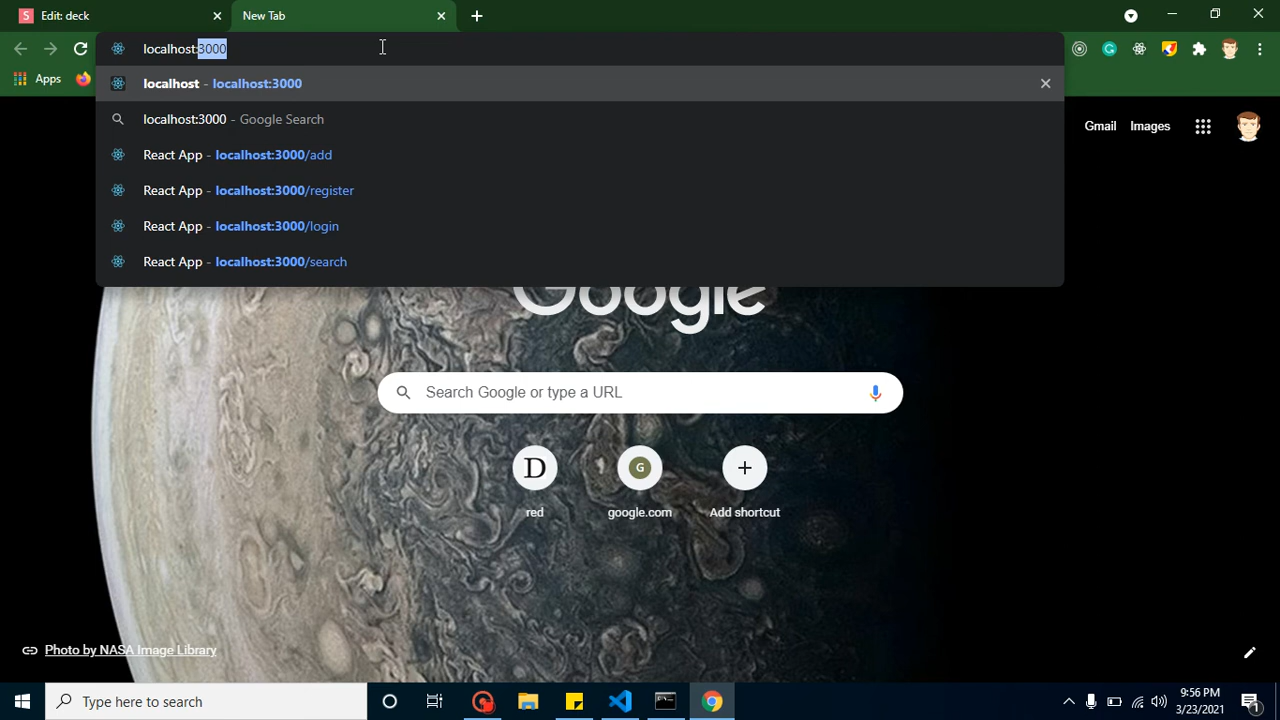 Edit: deck
New Tab
localhost:3000
Apps
localhost - localhost:3000
localhost:3000 - Google Search
React App - localhost:3000/add
React App - localhost:3000/register
React App - localhost:3000/login
React App - localhost:3000/search
Gmail Images
Google
Search Google or type a URL
D
G
red
google.com
Add shortcut
Photo by NASA Image Library
Type here to search
9:56 PM
3/23/2021
1